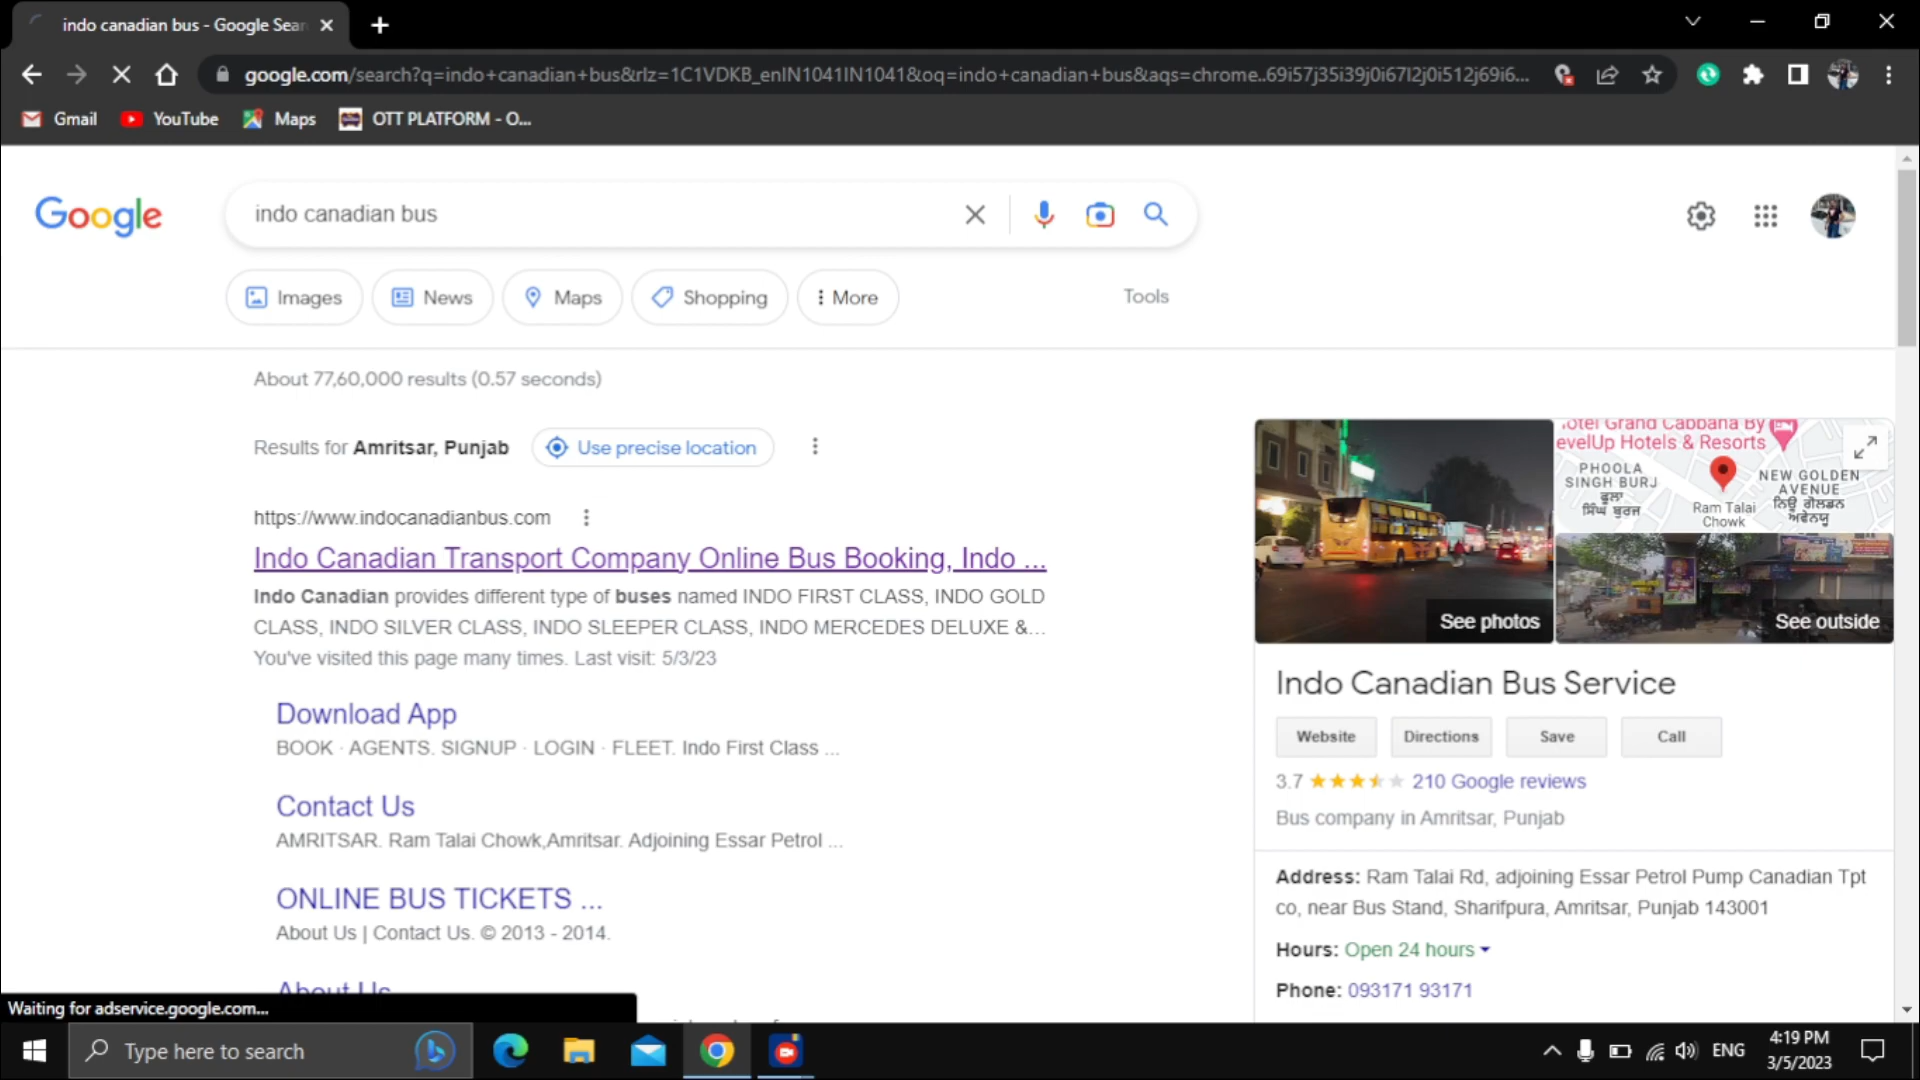 indo canadian bus - Google Sear
google.com/search?q=indo+canadian+bus&rlz=1C1VDKB_enIN1041IN1041&oq=indo+canadian+bus&aqs=chrome..69i57j35i39j0i67l2j0i512j69i6...
Gmail
YouTube
Maps
OTT PLATFORM - O...
Google
indo canadian bus
Images
News
Maps
Shopping
More
Tools
About 77,60,000 results (0.57 seconds)
Results for Amritsar, Punjab
Use precise location
https://www.indocanadianbus.com
Indo Canadian Transport Company Online Bus Booking, Indo ...
Indo Canadian provides different type of buses named INDO FIRST CLASS, INDO GOLD
CLASS, INDO SILVER CLASS, INDO SLEEPER CLASS, INDO MERCEDES DELUXE &...
You've visited this page many times. Last visit: 5/3/23
Download App
BOOK · AGENTS. SIGNUP · LOGIN · FLEET. Indo First Class ...
Contact Us
AMRITSAR. Ram Talai Chowk,Amritsar. Adjoining Essar Petrol ...
ONLINE BUS TICKETS ...
About Us | Contact Us. © 2013 - 2014.
About Us
Hotel Grand Cabbana By
evelUp Hotels & Resorts
PHOOLA
SINGH BURJ
ਫੂਲਾ
ਸਿੰਘ ਬੁਰਜ
Ram Talai
Chowk
NEW GOLDEN
AVENUE
ਨਿਊ ਗੋਲਡਨ
ਅਵੇਨਯੂ
See photos
See outside
Indo Canadian Bus Service
Website
Directions
Save
Call
3.7
210 Google reviews
Bus company in Amritsar, Punjab
Address: Ram Talai Rd, adjoining Essar Petrol Pump Canadian Tpt
co, near Bus Stand, Sharifpura, Amritsar, Punjab 143001
Hours: Open 24 hours
Phone: 093171 93171
Waiting for adservice.google.com...
Type here to search
ENG
4:19 PM
3/5/2023